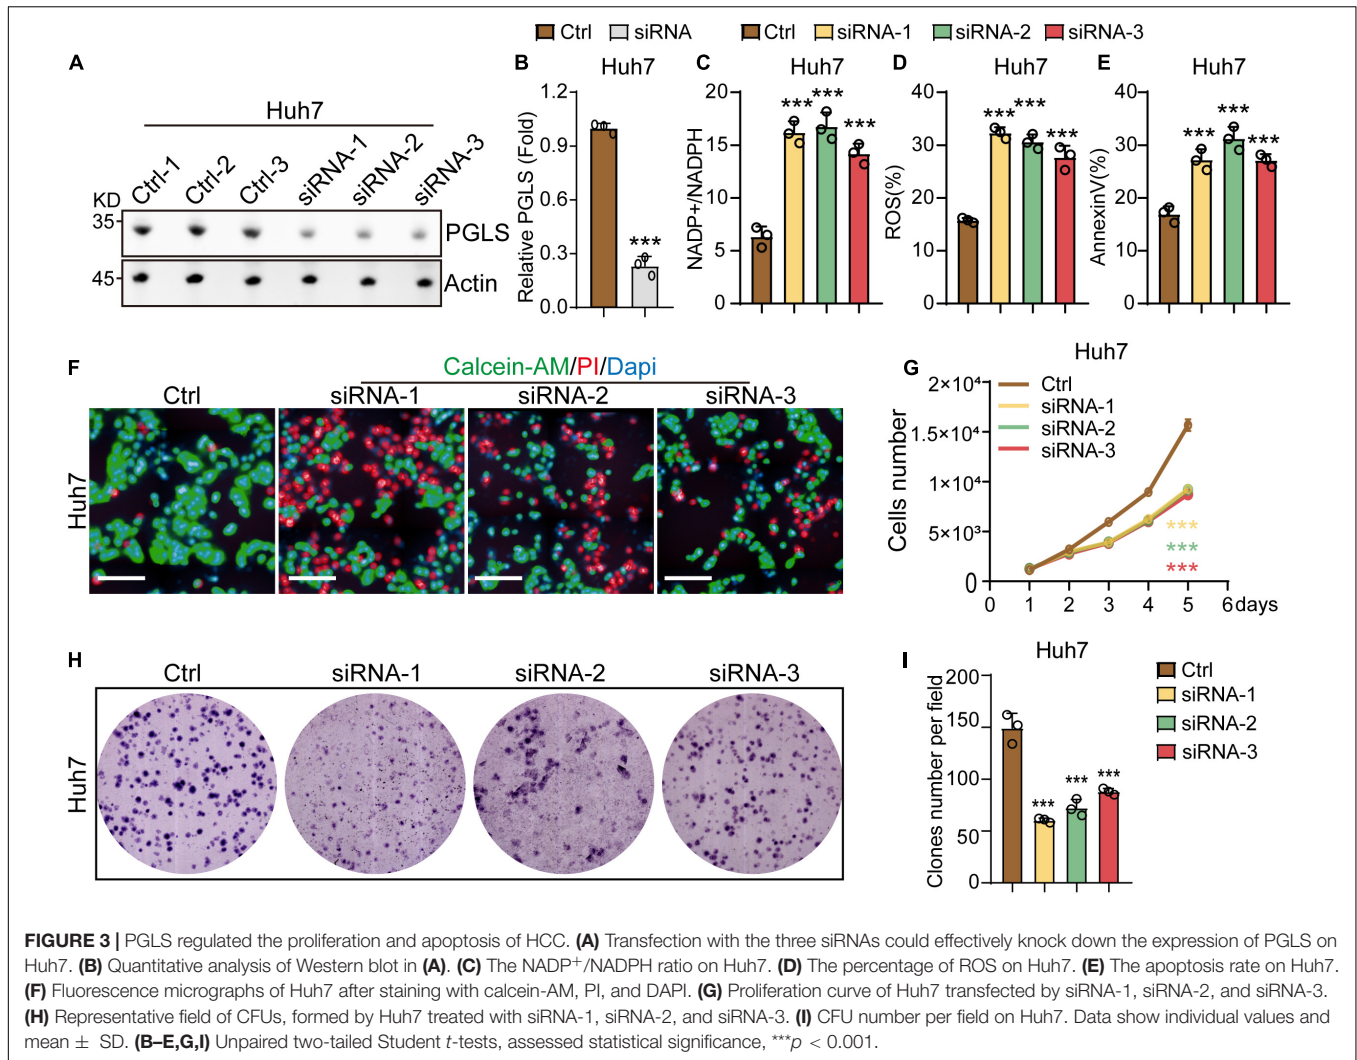 Ctrl siRNA Ctrl siRNA-1 siRNA-2 siRNA-3
A
Huh7
Ctrl-1 Ctrl-2 Ctrl-3 siRNA-1 siRNA-2 siRNA-3
KD
35
PGLS
45
Actin
B
Huh7
Relative PGLS (Fold)
1.2
0.9
0.6
0.3
0.0
***
C
Huh7
NADP+/NADPH
20
15
10
5
0
*** *** ***
D
Huh7
ROS(%)
40
30
20
10
0
*** *** ***
E
Huh7
AnnexinV(%)
40
30
20
10
0
*** *** ***
F
Calcein-AM/PI/Dapi
Ctrl siRNA-1 siRNA-2 siRNA-3
Huh7
G
Huh7
Cells number
2×10⁴
1.5×10⁴
1×10⁴
5×10³
0
Ctrl
siRNA-1
siRNA-2
siRNA-3
***
***
***
0 1 2 3 4 5 6 days
H
Ctrl siRNA-1 siRNA-2 siRNA-3
Huh7
I
Huh7
Clones number per field
200
150
100
50
0
*** *** ***
Ctrl
siRNA-1
siRNA-2
siRNA-3
FIGURE 3 | PGLS regulated the proliferation and apoptosis of HCC. (A) Transfection with the three siRNAs could effectively knock down the expression of PGLS on
Huh7. (B) Quantitative analysis of Western blot in (A). (C) The NADP⁺/NADPH ratio on Huh7. (D) The percentage of ROS on Huh7. (E) The apoptosis rate on Huh7.
(F) Fluorescence micrographs of Huh7 after staining with calcein-AM, PI, and DAPI. (G) Proliferation curve of Huh7 transfected by siRNA-1, siRNA-2, and siRNA-3.
(H) Representative field of CFUs, formed by Huh7 treated with siRNA-1, siRNA-2, and siRNA-3. (I) CFU number per field on Huh7. Data show individual values and
mean ± SD. (B–E,G,I) Unpaired two-tailed Student t-tests, assessed statistical significance, ***p < 0.001.